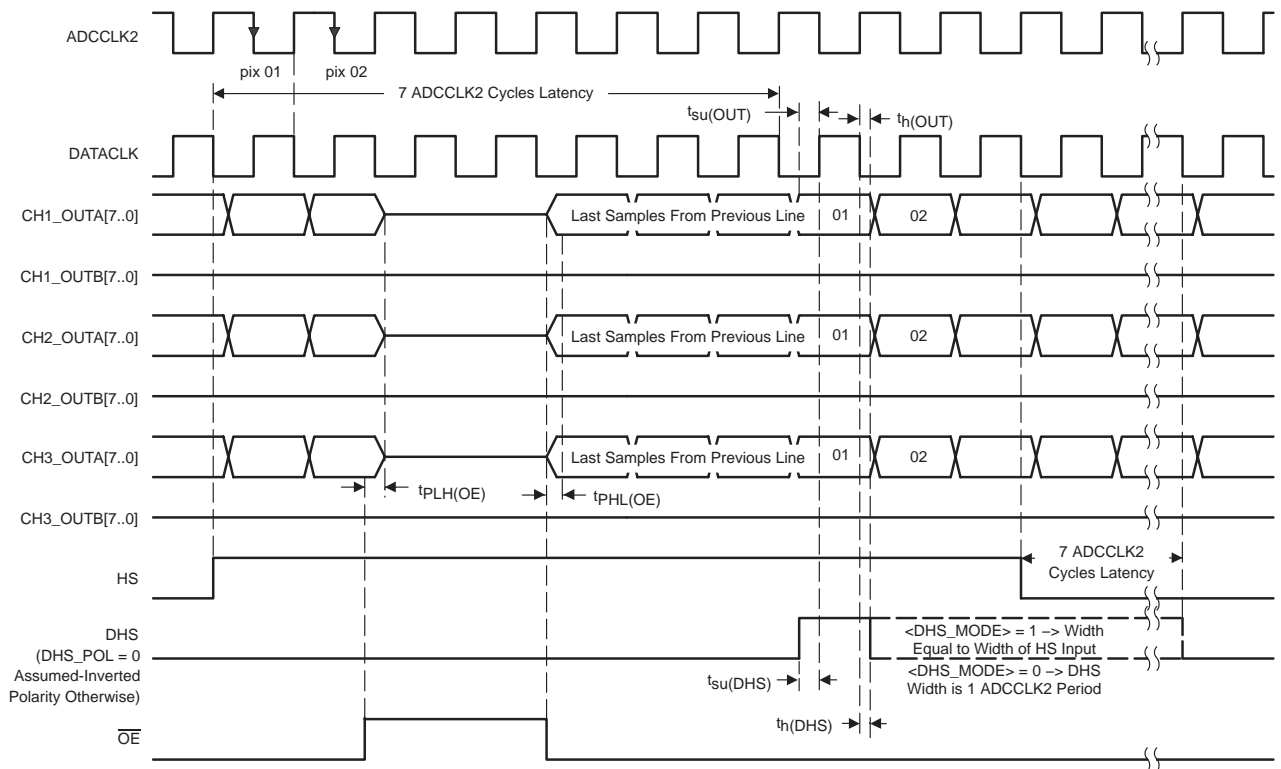 ADCCLK2
pix 01
pix 02
7 ADCCLK2 Cycles Latency
tsu(OUT)
th(OUT)
DATACLK
CH1_OUTA[7..0]
Last Samples From Previous Line
01
02
CH1_OUTB[7..0]
CH2_OUTA[7..0]
Last Samples From Previous Line
01
02
CH2_OUTB[7..0]
CH3_OUTA[7..0]
Last Samples From Previous Line
01
02
tPLH(OE)
tPHL(OE)
CH3_OUTB[7..0]
HS
7 ADCCLK2
Cycles Latency
DHS
(DHS_POL = 0
Assumed-Inverted
Polarity Otherwise)
<DHS_MODE> = 1 –> Width
Equal to Width of HS Input
<DHS_MODE> = 0 –> DHS
Width is 1 ADCCLK2 Period
tsu(DHS)
th(DHS)
OE